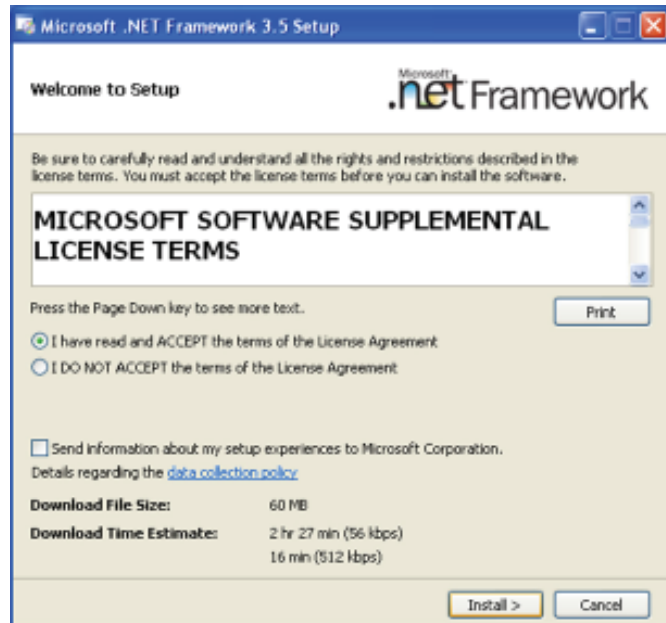 Microsoft .NET Framework 3.5 Setup
Welcome to Setup
Microsoft
.net Framework
Be sure to carefully read and understand all the rights and restrictions described in the
license terms. You must accept the license terms before you can install the software.
MICROSOFT SOFTWARE SUPPLEMENTAL
LICENSE TERMS
Press the Page Down key to see more text.
Print
I have read and ACCEPT the terms of the License Agreement
I DO NOT ACCEPT the terms of the License Agreement
Send information about my setup experiences to Microsoft Corporation.
Details regarding the data collection policy
Download File Size: 60 MB
Download Time Estimate: 2 hr 27 min (56 kbps)
16 min (512 kbps)
Install > Cancel